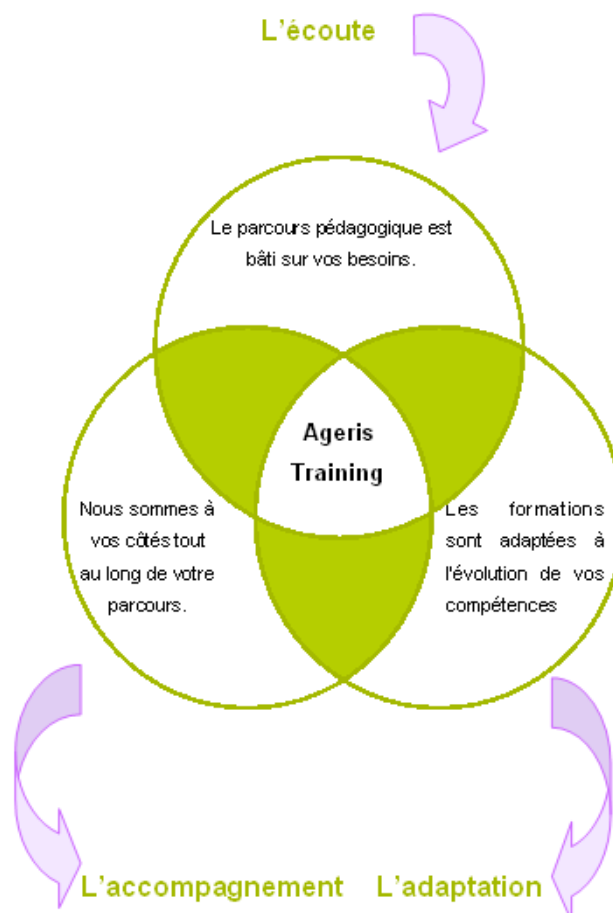 L'écoute
Le parcours pédagogique est
bâti sur vos besoins.
Ageris
Training
Nous sommes à
vos côtés tout
au long de votre
parcours.
Les formations
sont adaptées à
l'évolution de vos
compétences
L'accompagnement
L'adaptation